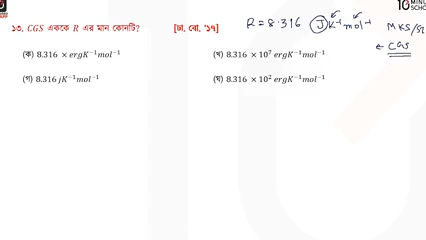 10 MINUTE
SCHOOL
১৩. CGS এককে R এর মান কোনটি? [ঢা. বো. '১৭] R = 8.316 J K⁻¹ mol⁻¹ MKS/SI
← CGS
(ক) 8.316 × ergK⁻¹mol⁻¹ (খ) 8.316 × 10⁷ ergK⁻¹mol⁻¹
(গ) 8.316 jK⁻¹mol⁻¹ (ঘ) 8.316 × 10² ergK⁻¹mol⁻¹